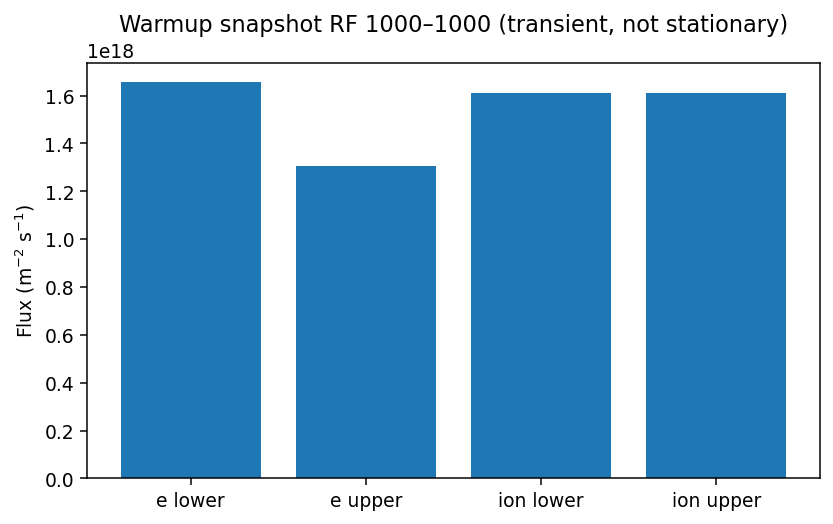 Warmup snapshot RF 1000–1000 (transient, not stationary)
1e18
Flux (m⁻² s⁻¹)
1.6
1.4
1.2
1.0
0.8
0.6
0.4
0.2
0.0
e lower
e upper
ion lower
ion upper